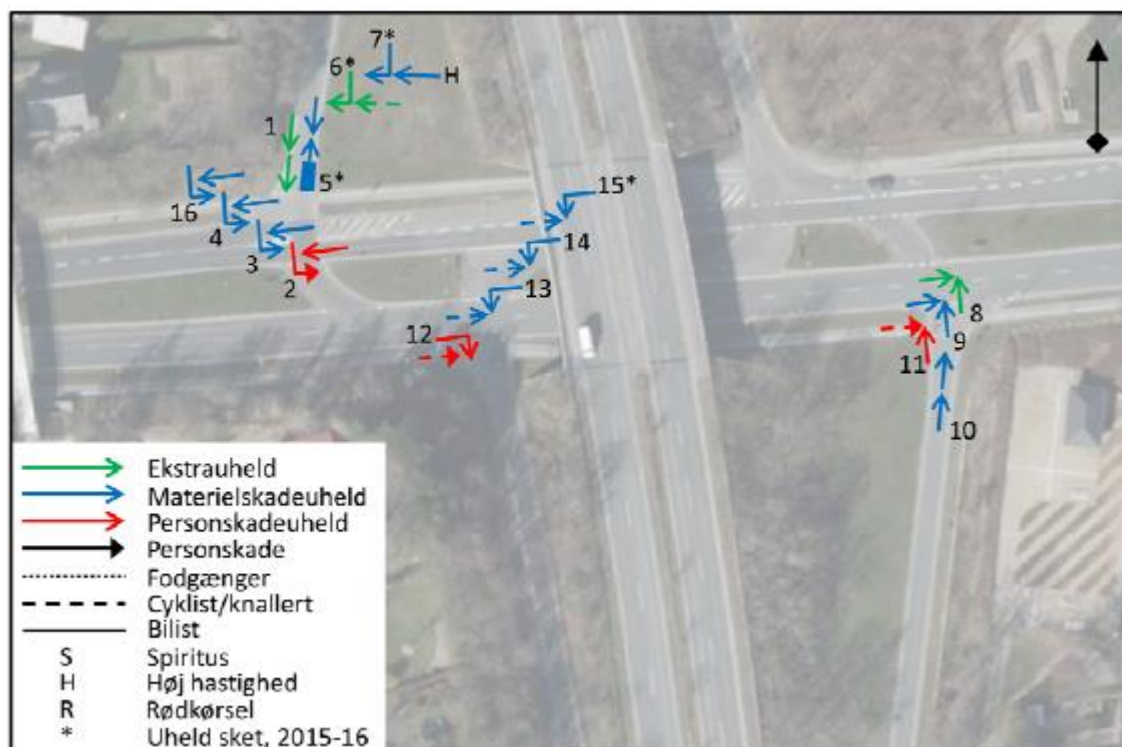 7*
6*
H
1
5*
15*
16
4
14
3
2
13
12
8
9
11
10
Ekstrauheld
Materielskadeuheld
Personskadeuheld
Personskade
Fodgænger
Cyklist/knallert
Bilist
S Spiritus
H Høj hastighed
R Rødkørsel
* Uheld sket, 2015-16